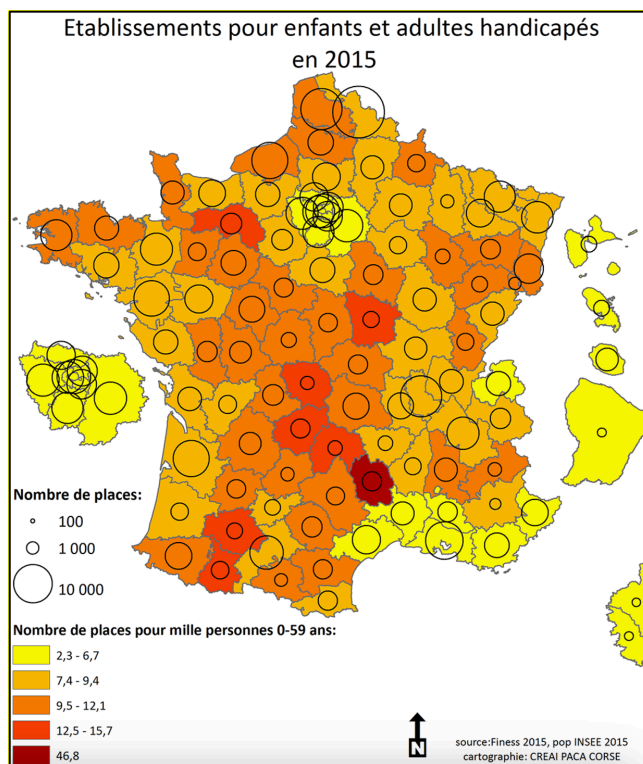 Etablissements pour enfants et adultes handicapés
en 2015
Nombre de places:
100
1 000
10 000
Nombre de places pour mille personnes 0-59 ans:
2,3 - 6,7
7,4 - 9,4
9,5 - 12,1
12,5 - 15,7
46,8
N
source:Finess 2015, pop INSEE 2015
cartographie: CREAI PACA CORSE